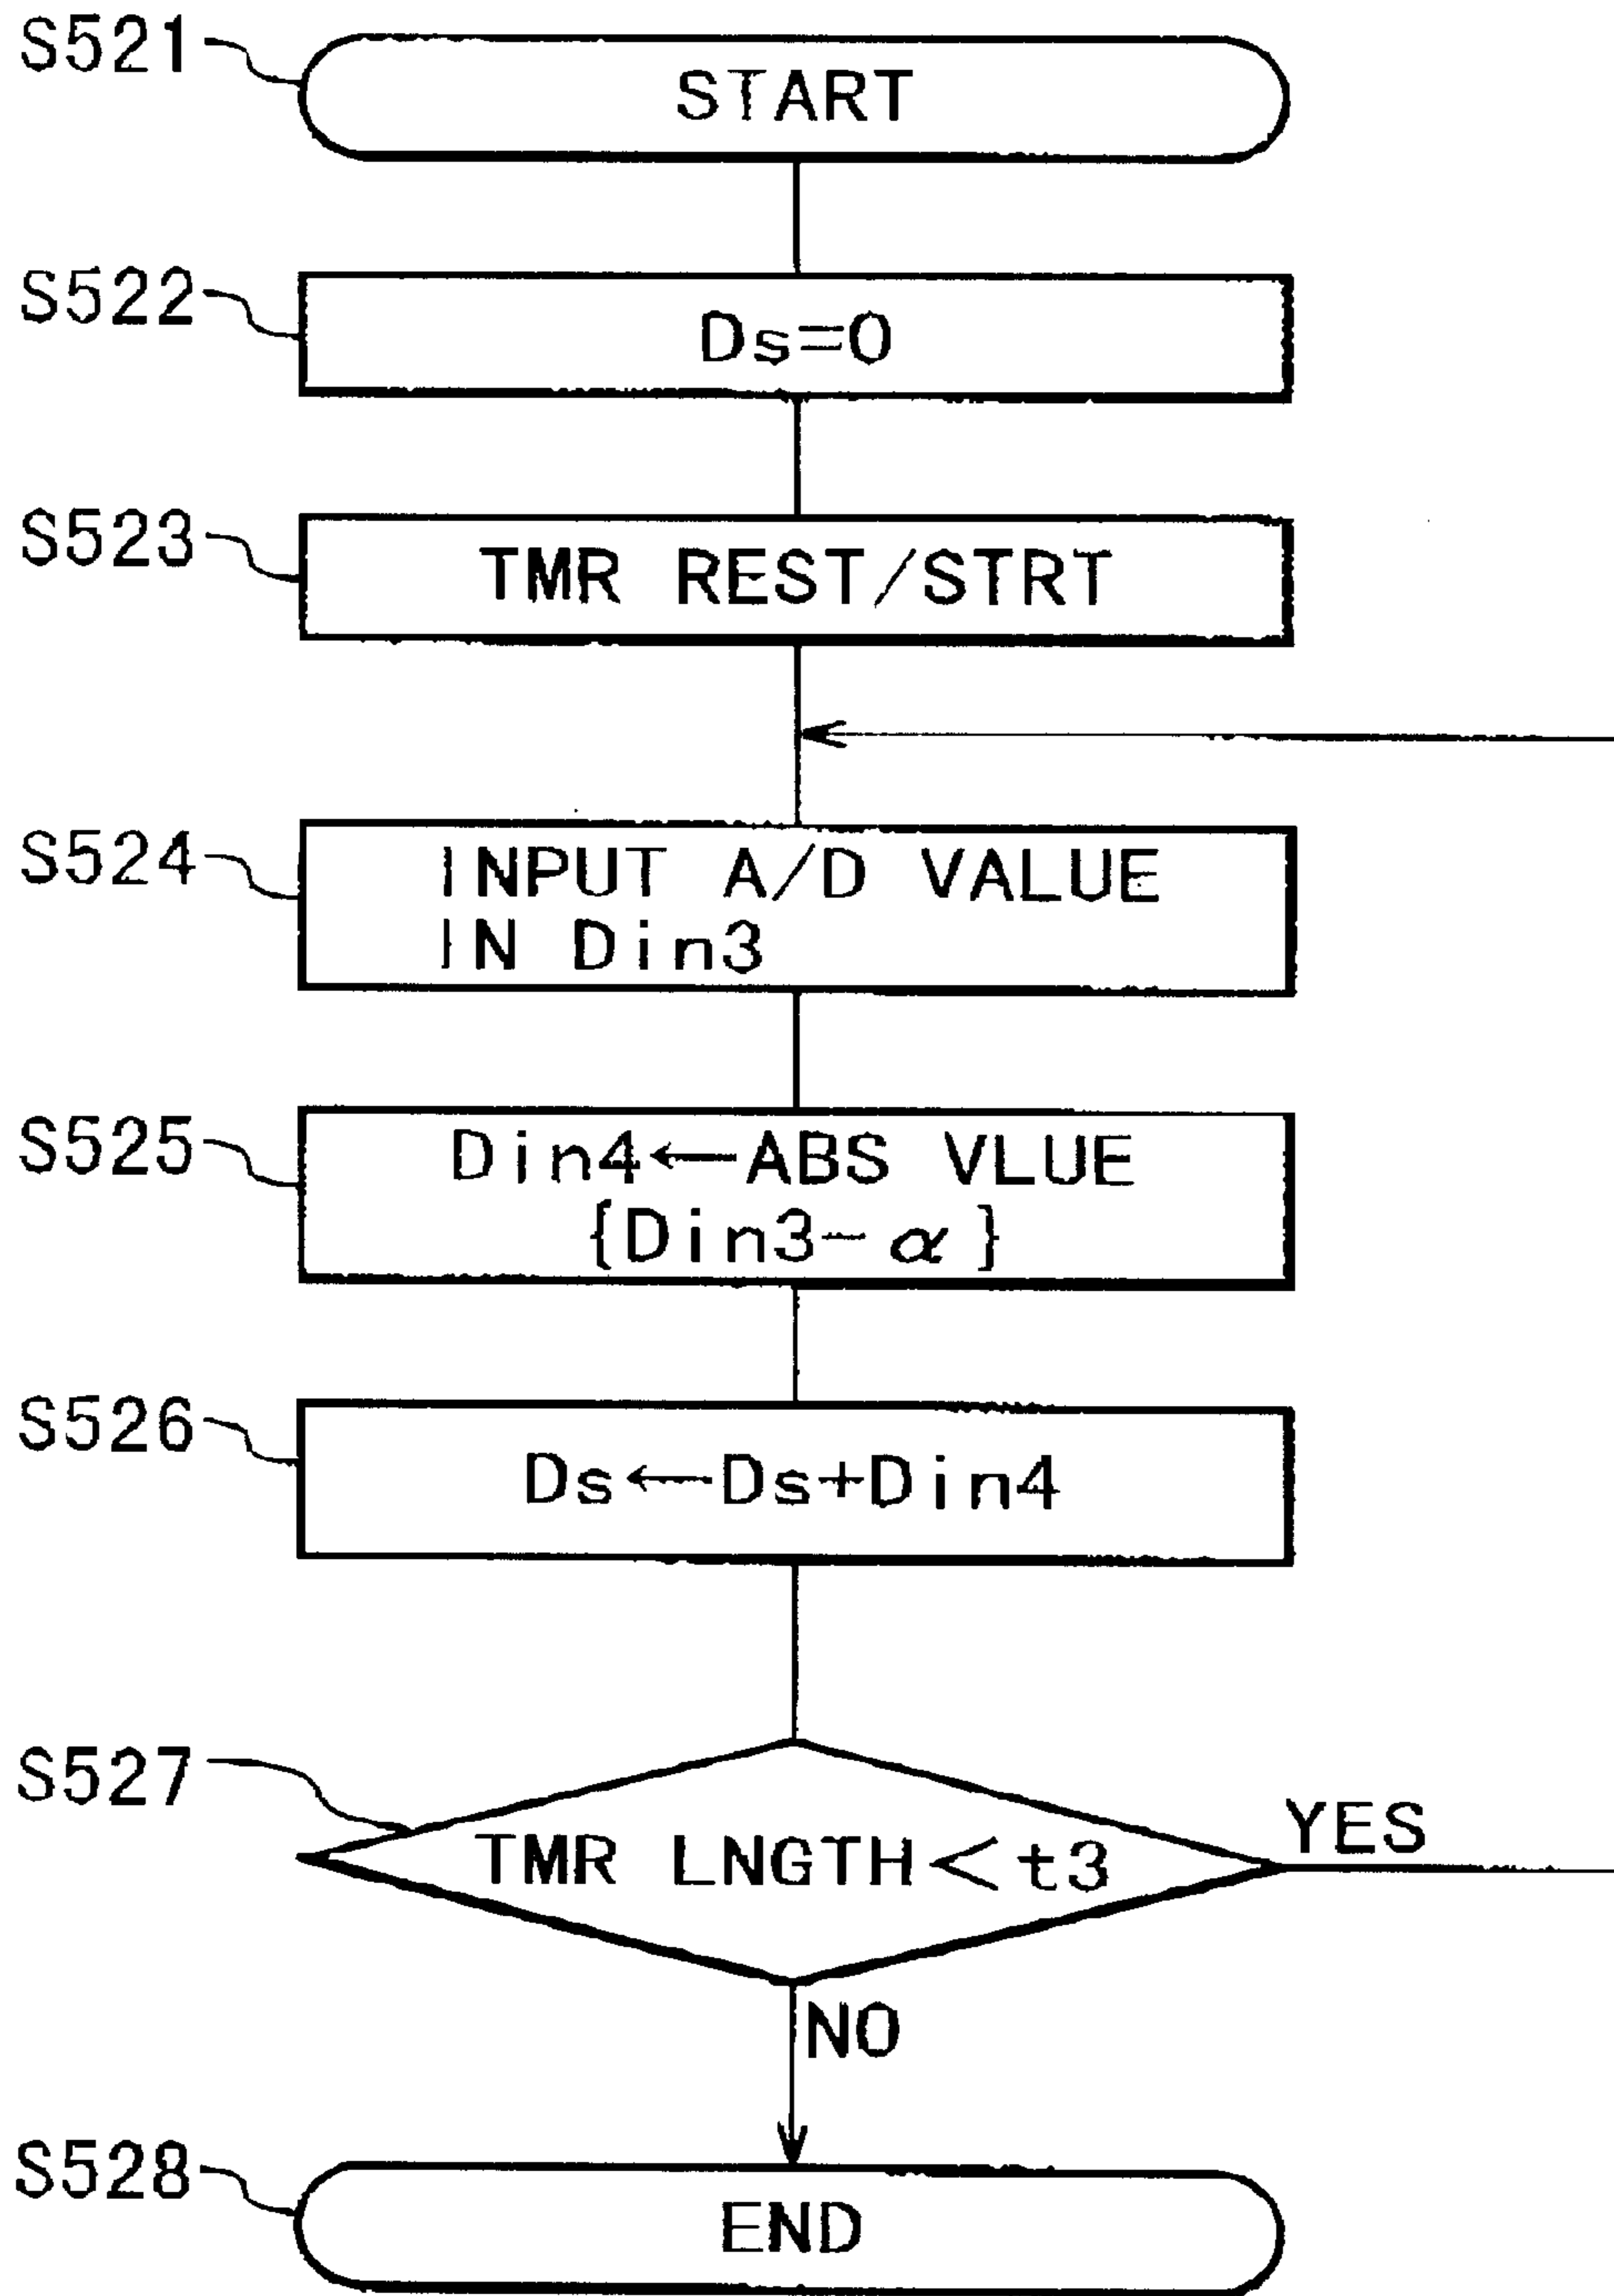 S521
START
S522
Ds=0
S523
TMR REST/STRT
S524
INPUT A/D VALUE
IN Din3
S525
Din4←ABS VLUE
{Din3-α}
S526
Ds←Ds+Din4
S527
TMR LNGTH<t3
YES
NO
S528
END